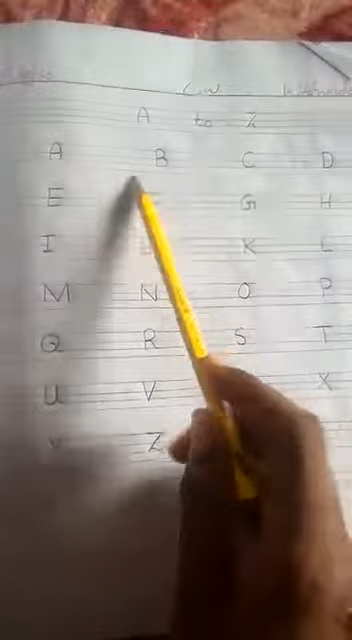 C.W
A to Z
A B C D
E G H
I K L
M N O P
Q R S T
U V X
Y Z